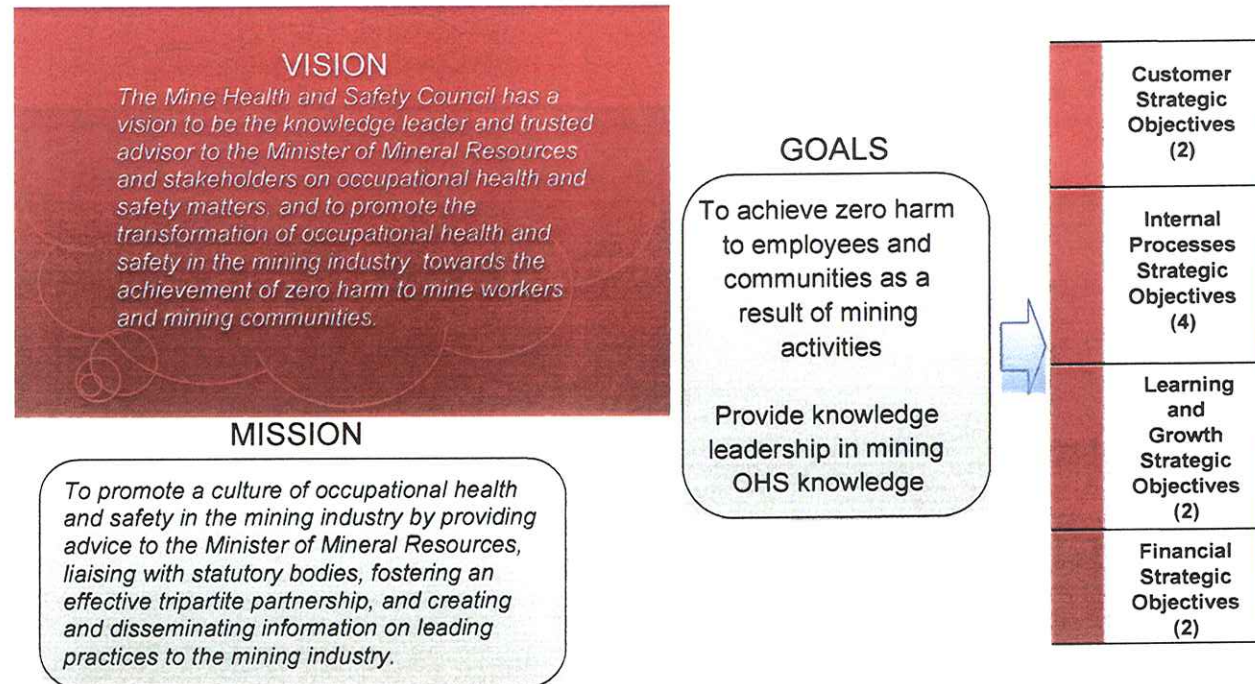 VISION
The Mine Health and Safety Council has a
vision to be the knowledge leader and trusted
advisor to the Minister of Mineral Resources
and stakeholders on occupational health and
safety matters, and to promote the
transformation of occupational health and
safety in the mining industry towards the
achievement of zero harm to mine workers
and mining communities.
MISSION
To promote a culture of occupational health
and safety in the mining industry by providing
advice to the Minister of Mineral Resources,
liaising with statutory bodies, fostering an
effective tripartite partnership, and creating
and disseminating information on leading
practices to the mining industry.
GOALS
To achieve zero harm
to employees and
communities as a
result of mining
activities
Provide knowledge
leadership in mining
OHS knowledge
Customer
Strategic
Objectives
(2)
Internal
Processes
Strategic
Objectives
(4)
Learning
and
Growth
Strategic
Objectives
(2)
Financial
Strategic
Objectives
(2)